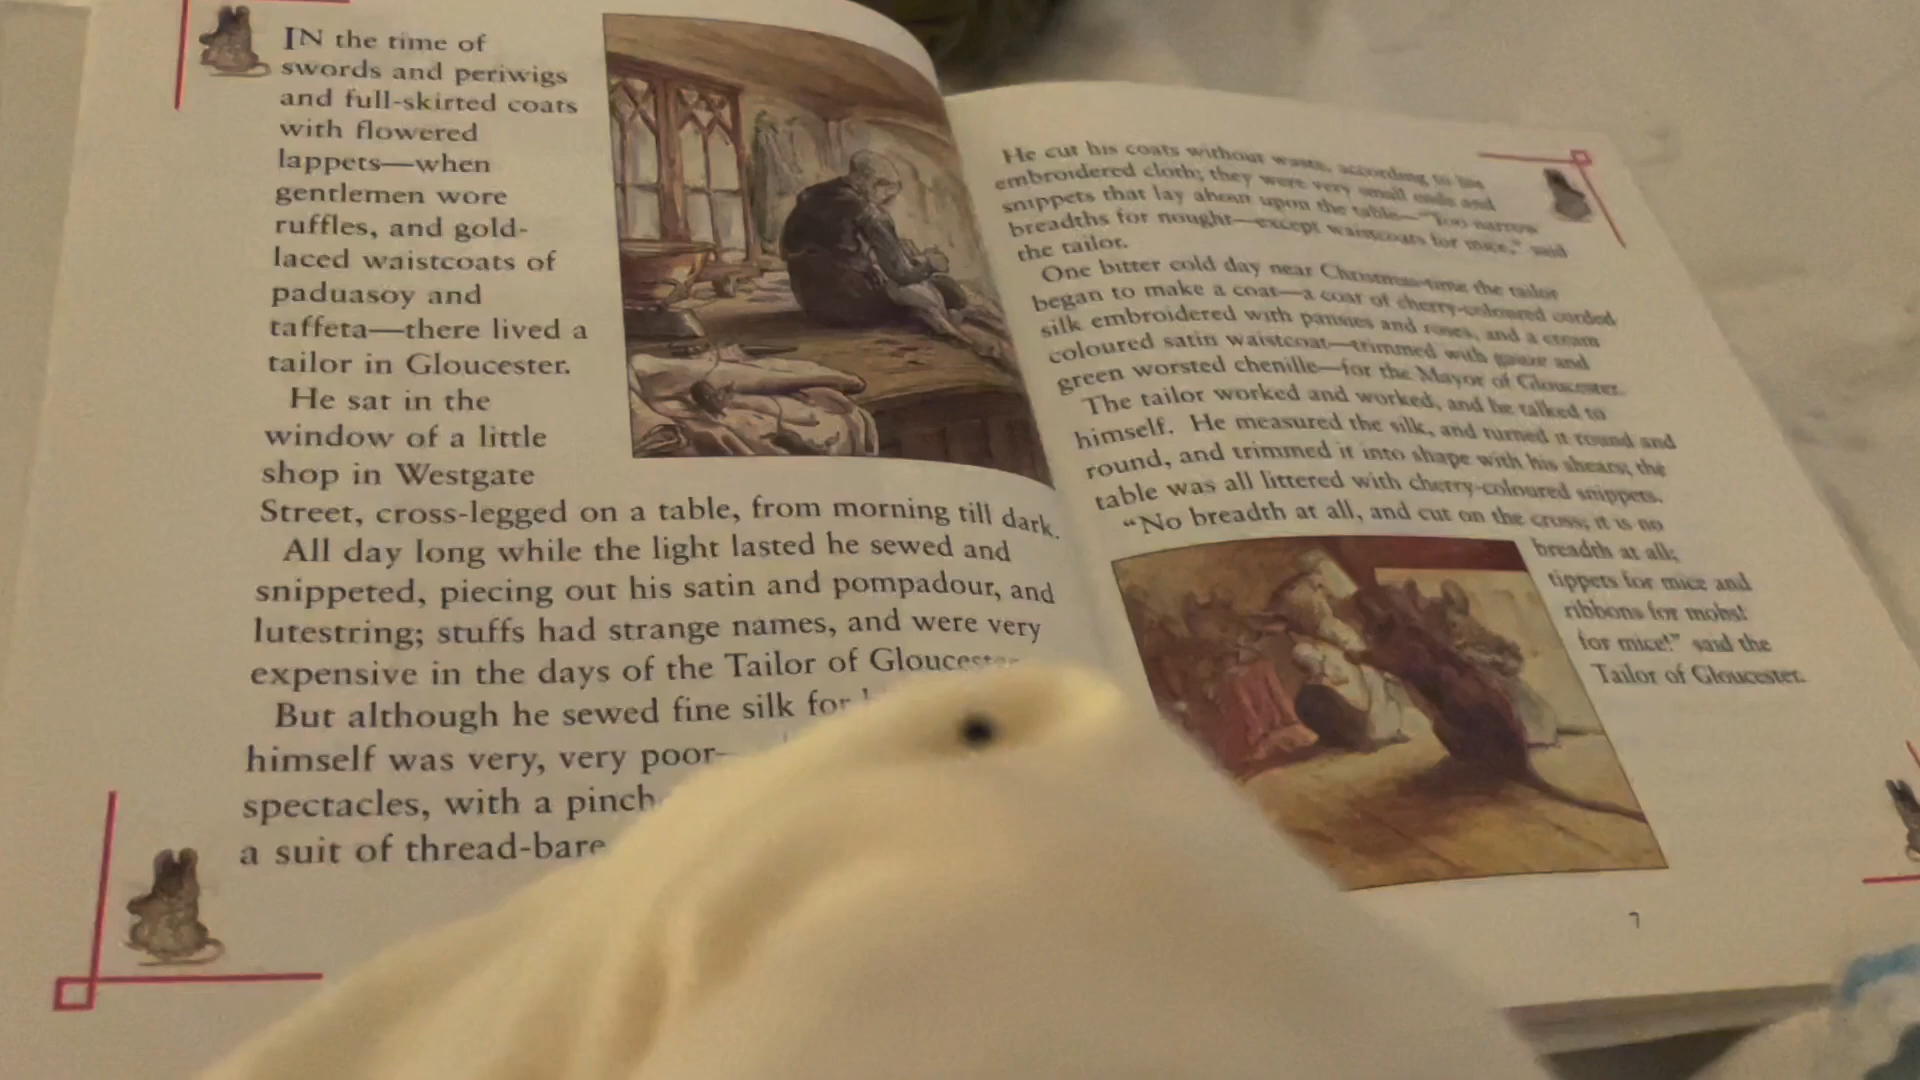 IN the time of
swords and periwigs
and full-skirted coats
with flowered
lappets—when
gentlemen wore
ruffles, and gold-
laced waistcoats of
paduasoy and
taffeta—there lived a
tailor in Gloucester.
He sat in the
window of a little
shop in Westgate
Street, cross-legged on a table, from morning till dark.
All day long while the light lasted he sewed and
snippeted, piecing out his satin and pompadour, and
lutestring; stuffs had strange names, and were very
expensive in the days of the Tailor of Gloucester
But although he sewed fine silk for
himself was very, very poor—
spectacles, with a pinch
a suit of thread-bare
He cut his coats without waste, according to his
embroidered cloth; they were very small ends and
snippets that lay about upon the table—"Too narrow
breadths for nought—except waistcoats for mice," said
the tailor.
One bitter cold day near Christmas-time the tailor
began to make a coat—a coat of cherry-coloured corded
silk embroidered with pansies and roses, and a cream
coloured satin waistcoat—trimmed with gauze and
green worsted chenille—for the Mayor of Gloucester.
The tailor worked and worked, and he talked to
himself. He measured the silk, and turned it round and
round, and trimmed it into shape with his shears; the
table was all littered with cherry-coloured snippets.
"No breadth at all, and cut on the cross; it is no
breadth at all;
tippets for mice and
ribbons for mobs!
for mice!" said the
Tailor of Gloucester.
7